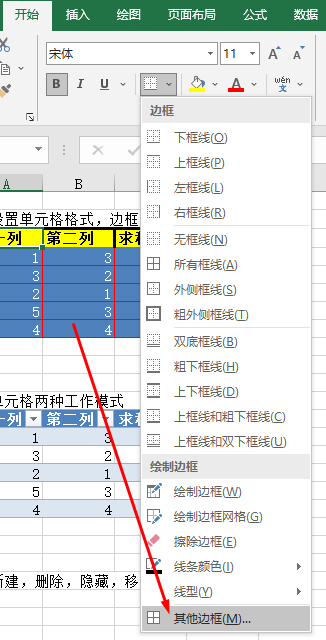 开始 插入 绘图 页面布局 公式 数据
宋体 11 A A
B I U A wén 文
边框
下框线(O)
上框线(P)
左框线(L)
右框线(R)
无框线(N)
所有框线(A)
外侧框线(S)
粗外侧框线(T)
双底框线(B)
粗下框线(H)
上下框线(D)
上框线和粗下框线(C)
上框线和双下框线(U)
绘制边框
绘制边框(W)
绘制边框网格(G)
擦除边框(E)
线条颜色(I)
线型(Y)
其他边框(M)...
A B
设置单元格格式，边框
一列 第二列 求和
1 3
3 2
2 1
5 3
4 4
单元格两种工作模式
一列 第二列 求和
1 3
3 2
2 1
5 3
4 4
新建，删除，隐藏，移